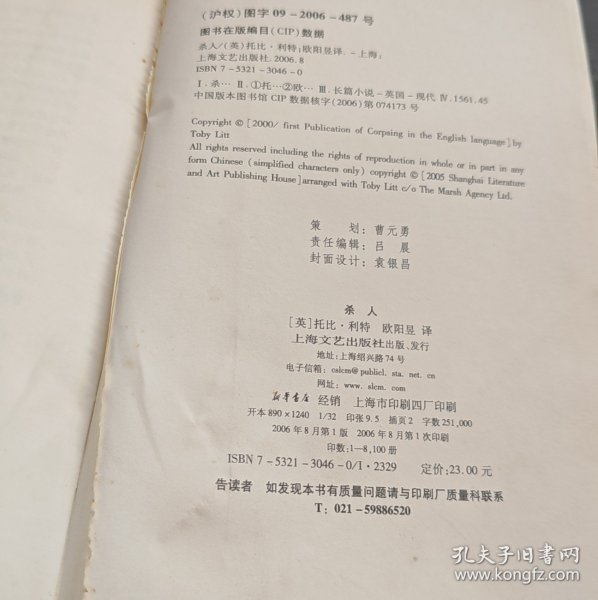 (沪权)图字 09-2006-487 号
图书在版编目(CIP)数据
杀人/(英)托比·利特;欧阳昱译. -上海:
上海文艺出版社. 2006.8
ISBN 7-5321-3046-0
Ⅰ.杀… Ⅱ.①托…②欧… Ⅲ.长篇小说-英国-现代 Ⅳ.1561.45
中国版本图书馆 CIP 数据核字(2006)第 074173 号
Copyright © [2000/ first Publication of Corpsing in the English language] by
Toby Litt
All rights reserved including the rights of reproduction in whole or in part in any
form Chinese (simplified characters only) copyright © [2005 Shanghai Literature
and Art Publishing House] arranged with Toby Litt c/o The Marsh Agency Ltd.
策 划:曹元勇
责任编辑:吕 晨
封面设计:袁银昌
杀 人
[英]托比·利特 欧阳昱 译
上海文艺出版社出版、发行
地址:上海绍兴路 74 号
电子信箱:cslcm@publicl. sta. net. cn
网址:www. slcm. com
新华书店 经销 上海市印刷四厂印刷
开本 890×1240 1/32 印张 9.5 插页 2 字数 251,000
2006 年 8 月第 1 版 2006 年 8 月第 1 次印刷
印数:1-8,100 册
ISBN 7-5321-3046-0/I·2329 定价:23.00 元
告读者 如发现本书有质量问题请与印刷厂质量科联系
T:021-59886520
孔夫子旧书网
www.kongfz.com